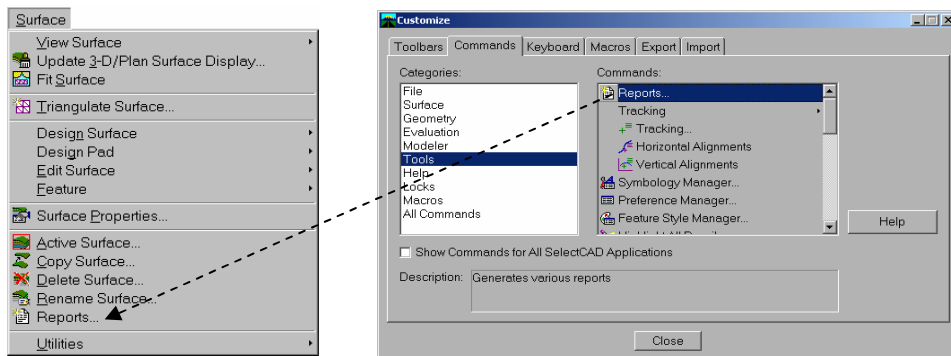 Surface
View Surface
Update 3-D/Plan Surface Display...
Fit Surface
Triangulate Surface...
Design Surface
Design Pad
Edit Surface
Feature
Surface Properties...
Active Surface...
Copy Surface...
Delete Surface...
Rename Surface...
Reports...
Utilities
Customize
Toolbars Commands Keyboard Macros Export Import
Categories:
File
Surface
Geometry
Evaluation
Modeler
Tools
Help
Locks
Macros
All Commands
Commands:
Reports...
Tracking
Tracking...
Horizontal Alignments
Vertical Alignments
Symbology Manager...
Preference Manager...
Feature Style Manager...
Help
Show Commands for All SelectCAD Applications
Description: Generates various reports
Close